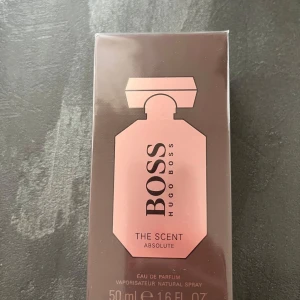 BOSS
HUGO BOSS
THE SCENT
ABSOLUTE
EAU DE PARFUM
VAPORISATEUR NATURAL SPRAY
50 ml ℮ 1.6 FL. OZ.